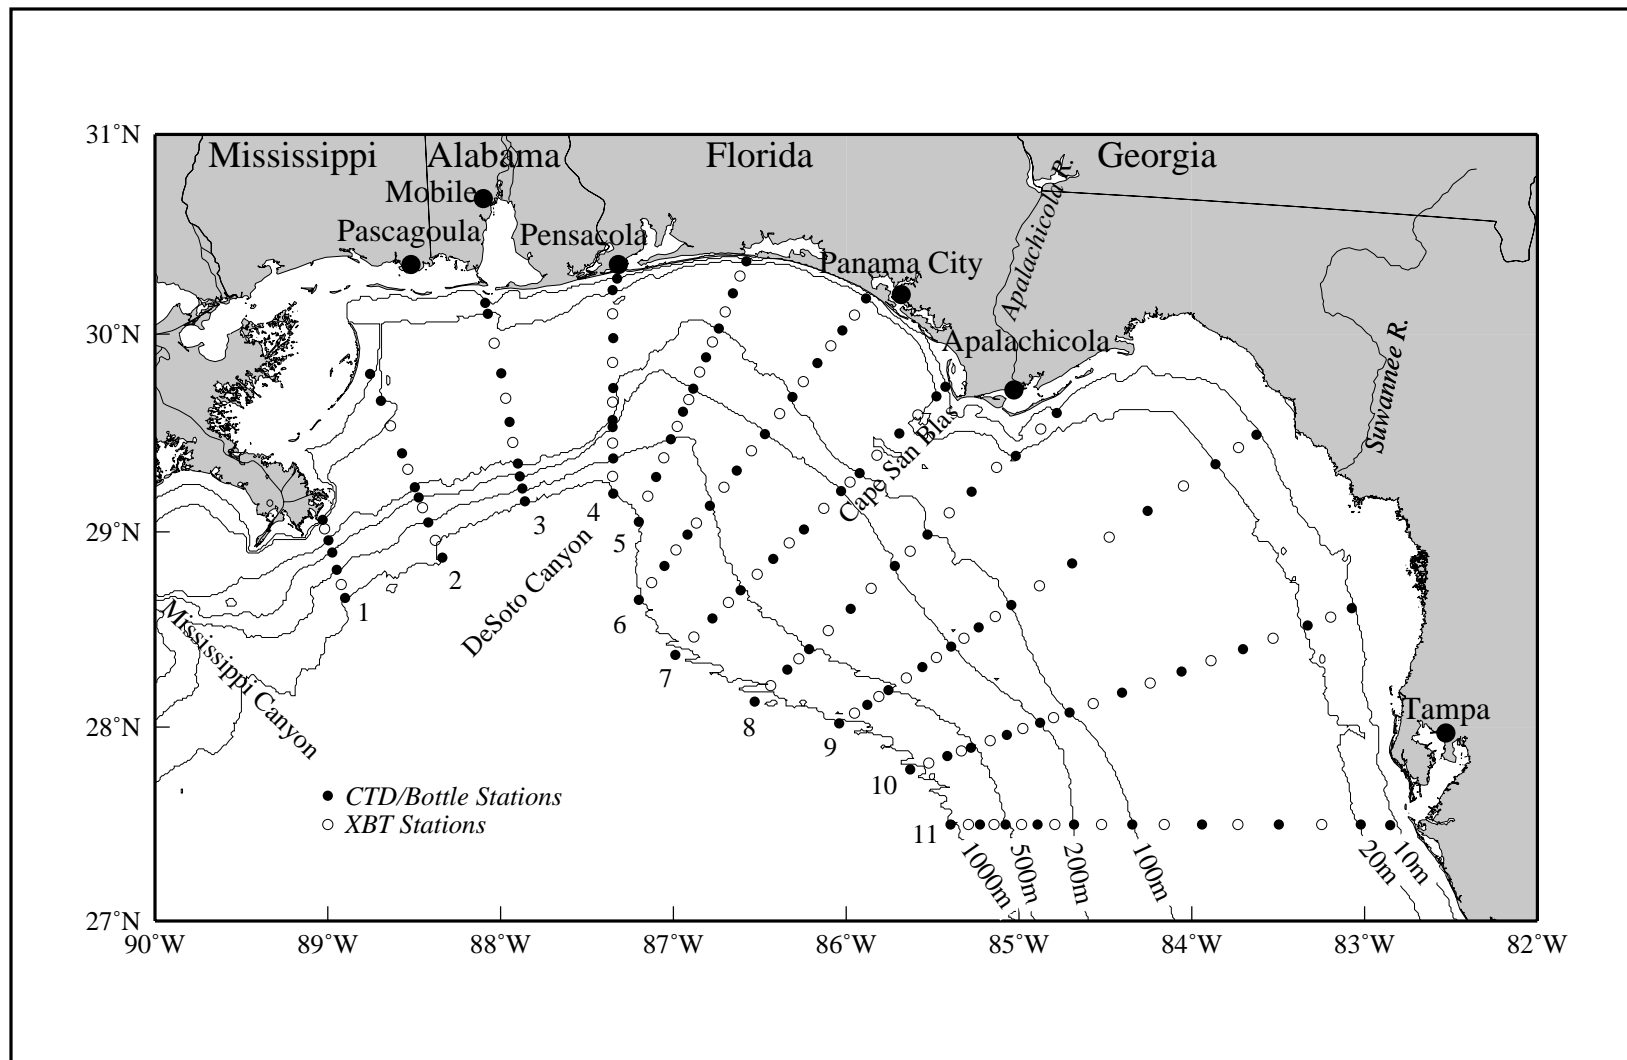 31˚N
Mississippi
Alabama
Florida
Georgia
Mobile
Apalachicola R.
Pascagoula
Pensacola
Panama City
30˚N
Apalachicola
Suwannee R.
Cape San Blas
29˚N
1
2
3
4
5
6
7
8
9
10
11
DeSoto Canyon
Mississippi Canyon
28˚N
Tampa
CTD/Bottle Stations
XBT Stations
1000m
500m
200m
100m
20m
10m
27˚N
90˚W
89˚W
88˚W
87˚W
86˚W
85˚W
84˚W
83˚W
82˚W